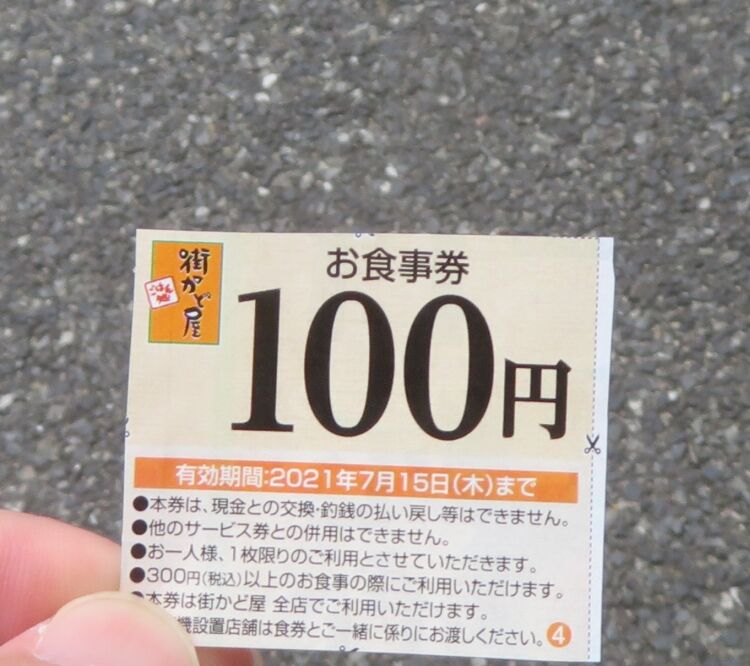 街かど屋
お食事券
100円
有効期間:2021年7月15日(木)まで
●本券は、現金との交換・釣銭の払い戻し等はできません。
●他のサービス券との併用はできません。
●お一人様、1枚限りのご利用とさせていただきます。
●300円(税込)以上のお食事の際にご利用いただけます。
●本券は街かど屋 全店でご利用いただけます。
機設置店舗は食券とご一緒に係りにお渡しください。4